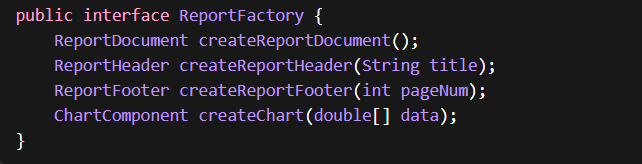 public interface ReportFactory {
    ReportDocument createReportDocument();
    ReportHeader createReportHeader(String title);
    ReportFooter createReportFooter(int pageNum);
    ChartComponent createChart(double[] data);
}